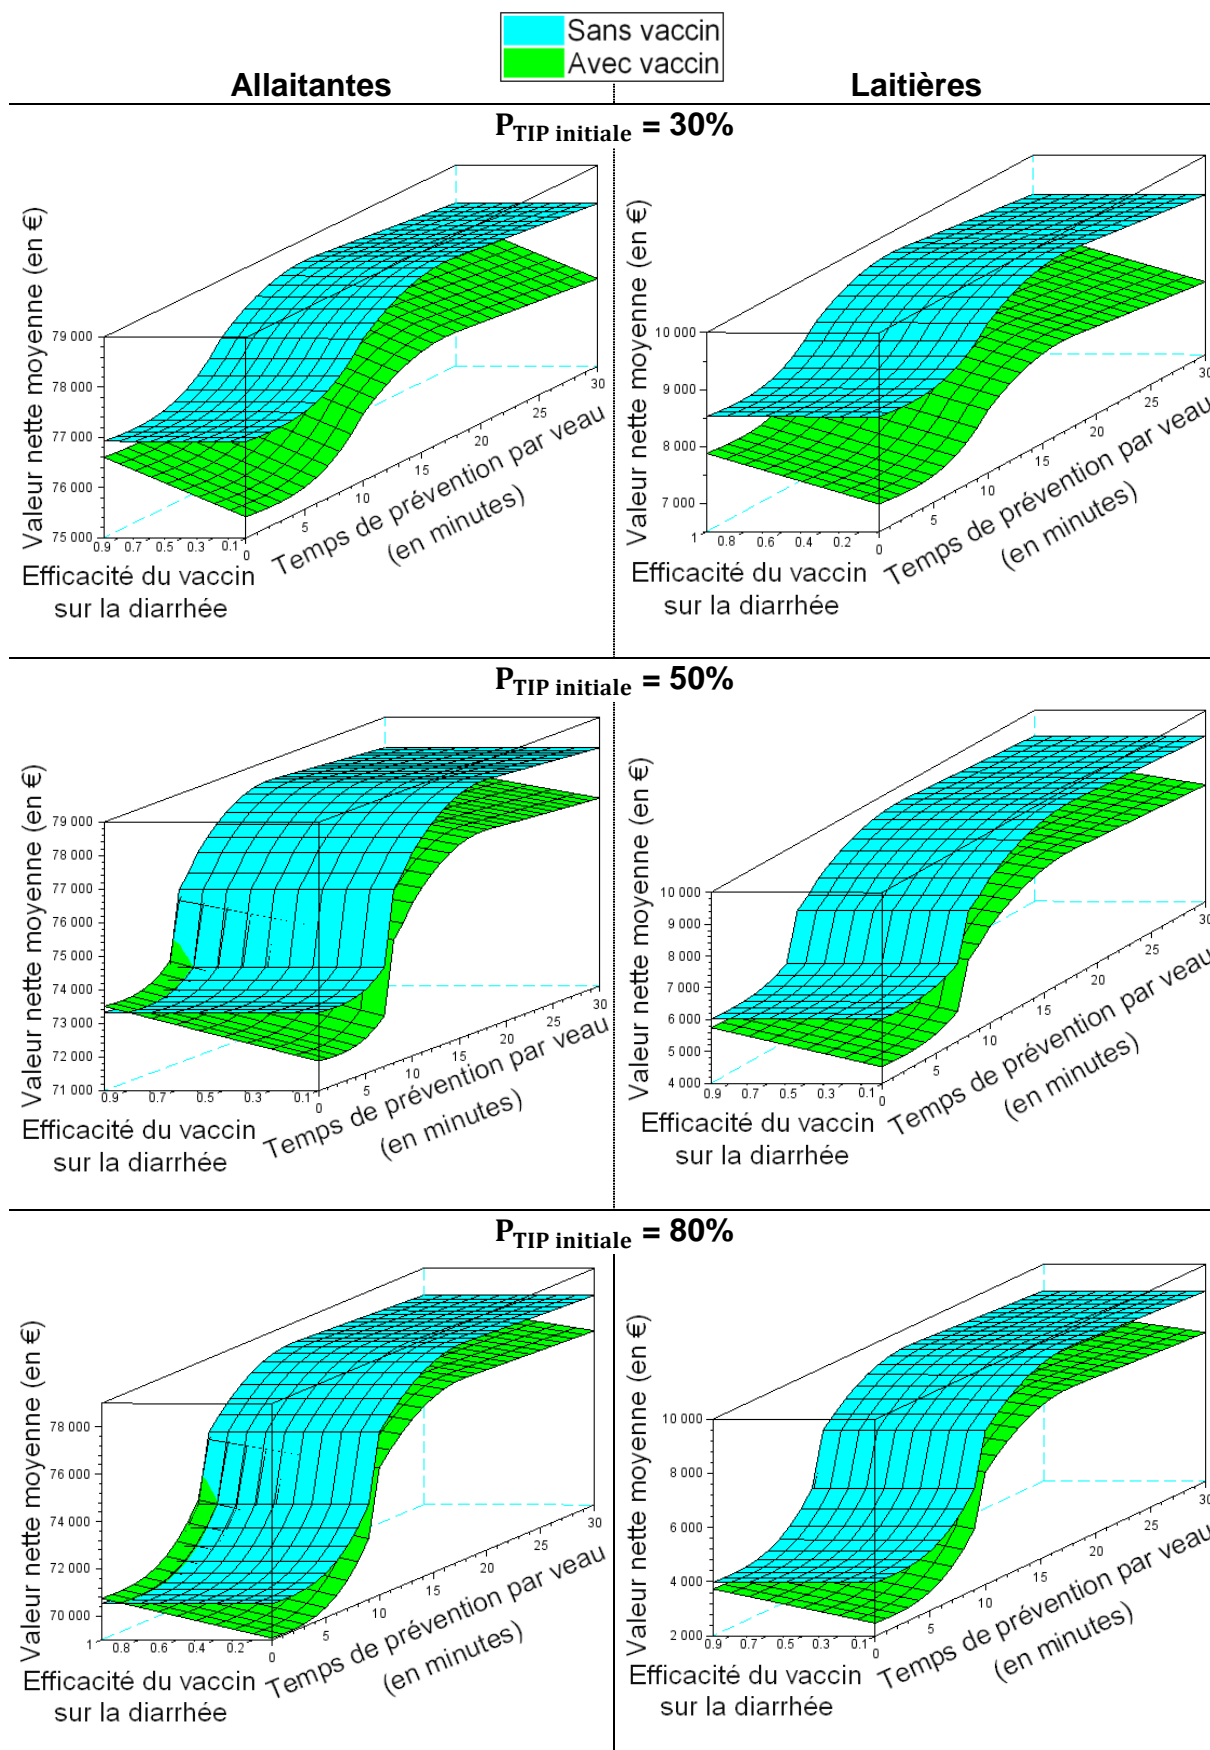 Sans vaccin
Avec vaccin
Allaitantes Laitières
P TIP initiale = 30%
Valeur nette moyenne (en €)
79 000
78 000
77 000
76 000
75 000
0.9 0.7 0.5 0.3 0.1
0 5 10 15 20 25 30
Efficacité du vaccin
sur la diarrhée
Temps de prévention par veau
(en minutes)
Valeur nette moyenne (en €)
10 000
9 000
8 000
7 000
1 0.8 0.6 0.4 0.2 0
5 10 15 20 25 30
Efficacité du vaccin
sur la diarrhée
Temps de prévention par veau
(en minutes)
P TIP initiale = 50%
Valeur nette moyenne (en €)
79 000
78 000
77 000
76 000
75 000
74 000
73 000
72 000
71 000
0.9 0.7 0.5 0.3 0.1
0 5 10 15 20 25 30
Efficacité du vaccin
sur la diarrhée
Temps de prévention par veau
(en minutes)
Valeur nette moyenne (en €)
10 000
9 000
8 000
7 000
6 000
5 000
4 000
0.9 0.7 0.5 0.3 0.1
0 5 10 15 20 25 30
Efficacité du vaccin
sur la diarrhée
Temps de prévention par veau
(en minutes)
P TIP initiale = 80%
Valeur nette moyenne (en €)
78 000
76 000
74 000
72 000
70 000
1 0.8 0.6 0.4 0.2 0
5 10 15 20 25 30
Efficacité du vaccin
sur la diarrhée
Temps de prévention par veau
(en minutes)
Valeur nette moyenne (en €)
10 000
8 000
6 000
4 000
2 000
0.9 0.7 0.5 0.3 0.1
0 5 10 15 20 25 30
Efficacité du vaccin
sur la diarrhée
Temps de prévention par veau
(en minutes)